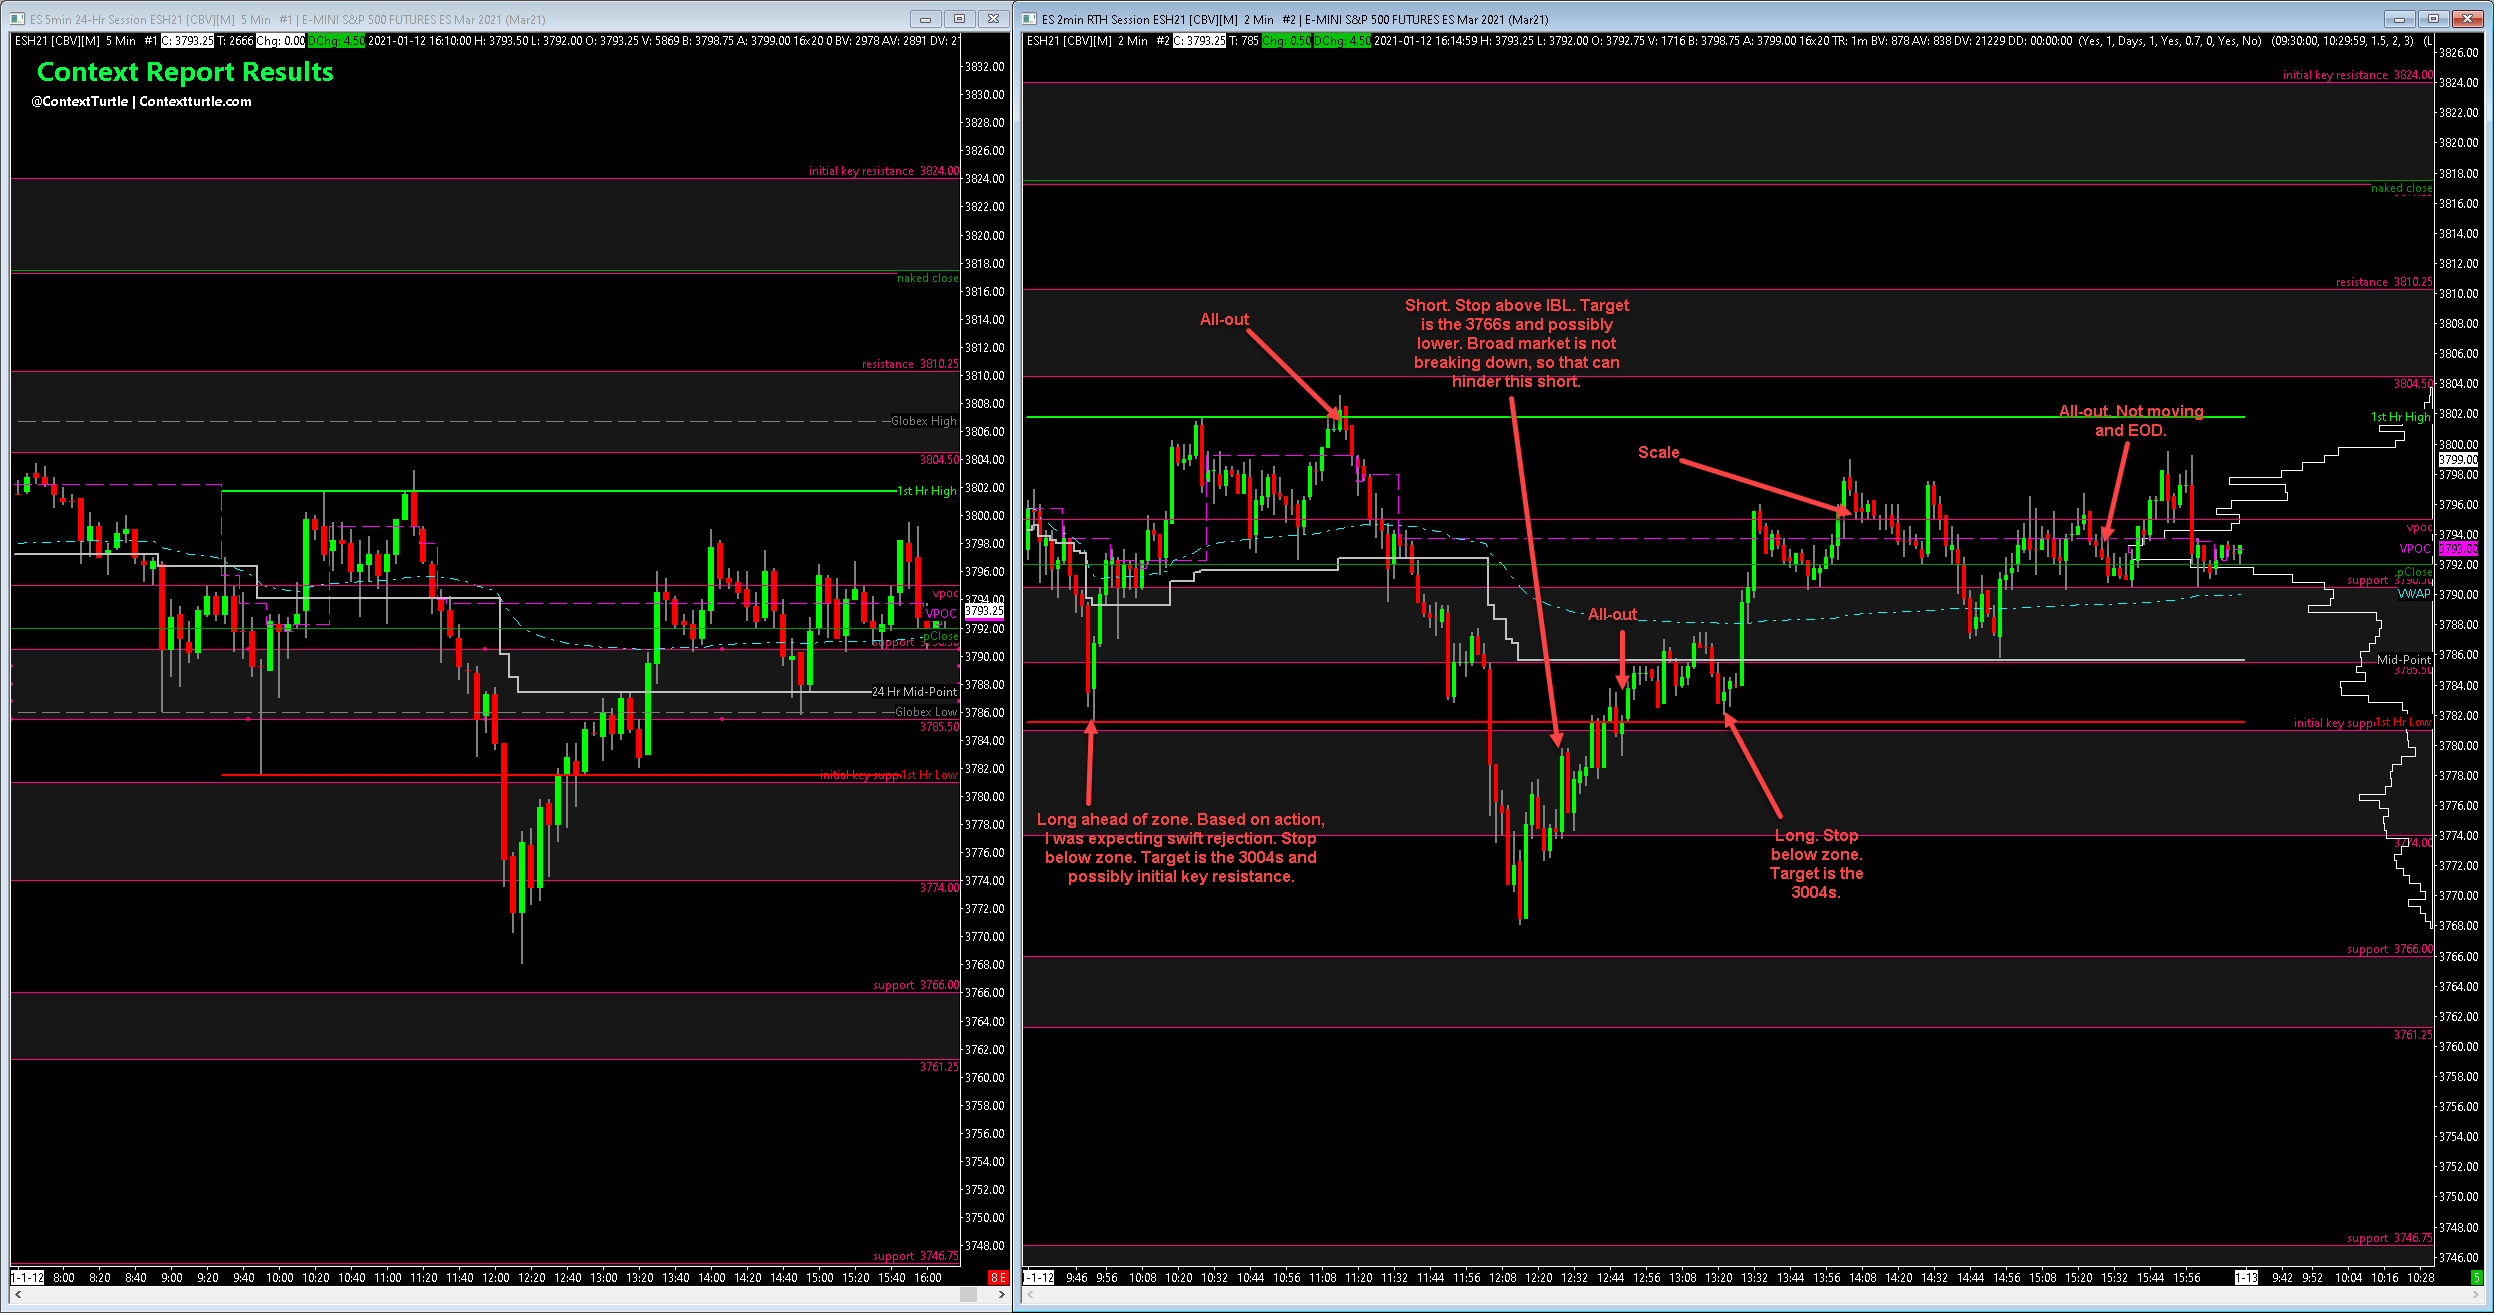 ES 5min 24-Hr Session ESH21 [CBV][M]  5 Min  #1 | E-MINI S&P 500 FUTURES ES Mar 2021 (Mar21)
ESH21 [CBV][M]  5 Min  #1 C: 3793.25 T: 2666 Chg: 0.00 DChg: 4.50 2021-01-12 16:10:00 H: 3793.50 L: 3792.00 O: 3793.25 V: 5869 B: 3798.75 A: 3799.00 16x20 0 BV: 2978 AV: 2891 DV: 2
Context Report Results
@ContextTurtle | Contextturtle.com
initial key resistance  3824.00
naked close
resistance  3810.25
Globex High
3804.50
1st Hr High
vpoc
VPOC
pClose
24 Hr Mid-Point
Globex Low
3785.50
initial key supp
1st Hr Low
3774.00
support  3766.00
3761.25
support  3746.75
3832.00
3830.00
3828.00
3826.00
3824.00
3822.00
3820.00
3818.00
3816.00
3814.00
3812.00
3810.00
3808.00
3806.00
3804.00
3802.00
3800.00
3798.00
3796.00
3794.00
3793.25
3792.00
3790.00
3788.00
3786.00
3784.00
3782.00
3780.00
3778.00
3776.00
3774.00
3772.00
3770.00
3768.00
3766.00
3764.00
3762.00
3760.00
3758.00
3756.00
3754.00
3752.00
3750.00
3748.00
1-1-12 8:00 8:20 8:40 9:00 9:20 9:40 10:00 10:20 10:40 11:00 11:20 11:40 12:00 12:20 12:40 13:00 13:20 13:40 14:00 14:20 14:40 15:00 15:20 15:40 16:00 8 E
ES 2min RTH Session ESH21 [CBV][M]  2 Min  #2 | E-MINI S&P 500 FUTURES ES Mar 2021 (Mar21)
ESH21 [CBV][M]  2 Min  #2 C: 3793.25 T: 785 Chg: 0.50 DChg: 4.50 2021-01-12 16:14:59 H: 3793.25 L: 3792.00 O: 3792.75 V: 1716 B: 3798.75 A: 3799.00 16x20 TR: 1m BV: 878 AV: 838 DV: 21229 DD: 00:00:00  (Yes, 1, Days, 1, Yes, 0.7, 0, Yes, No)  (09:30:00, 10:29:59, 1.5, 2, 3)  (L
initial key resistance  3824.00
naked close
resistance  3810.25
All-out
Short. Stop above IBL. Target
is the 3766s and possibly
lower. Broad market is not
breaking down, so that can
hinder this short.
3804.50
All-out. Not moving
and EOD.
1st Hr High
Scale
vpoc
VPOC
pClose
support  3790.50
VWAP
All-out
Mid-Point
3785.50
initial key supp
1st Hr Low
Long ahead of zone. Based on action,
I was expecting swift rejection. Stop
below zone. Target is the 3004s and
possibly initial key resistance.
Long. Stop
below zone.
Target is the
3004s.
3774.00
support  3766.00
3761.25
support  3746.75
3826.00
3824.00
3822.00
3820.00
3818.00
3816.00
3814.00
3812.00
3810.00
3808.00
3806.00
3804.00
3802.00
3800.00
3799.00
3798.00
3796.00
3794.00
3793.00
3792.00
3790.00
3788.00
3786.00
3784.00
3782.00
3780.00
3778.00
3776.00
3774.00
3772.00
3770.00
3768.00
3766.00
3764.00
3762.00
3760.00
3758.00
3756.00
3754.00
3752.00
3750.00
3748.00
3746.00
-1-12 9:46 9:56 10:08 10:20 10:32 10:44 10:56 11:08 11:20 11:32 11:44 11:56 12:08 12:20 12:32 12:44 12:56 13:08 13:20 13:32 13:44 13:56 14:08 14:20 14:32 14:44 14:56 15:08 15:20 15:32 15:44 15:56 1-13 9:42 9:52 10:04 10:16 10:28 5